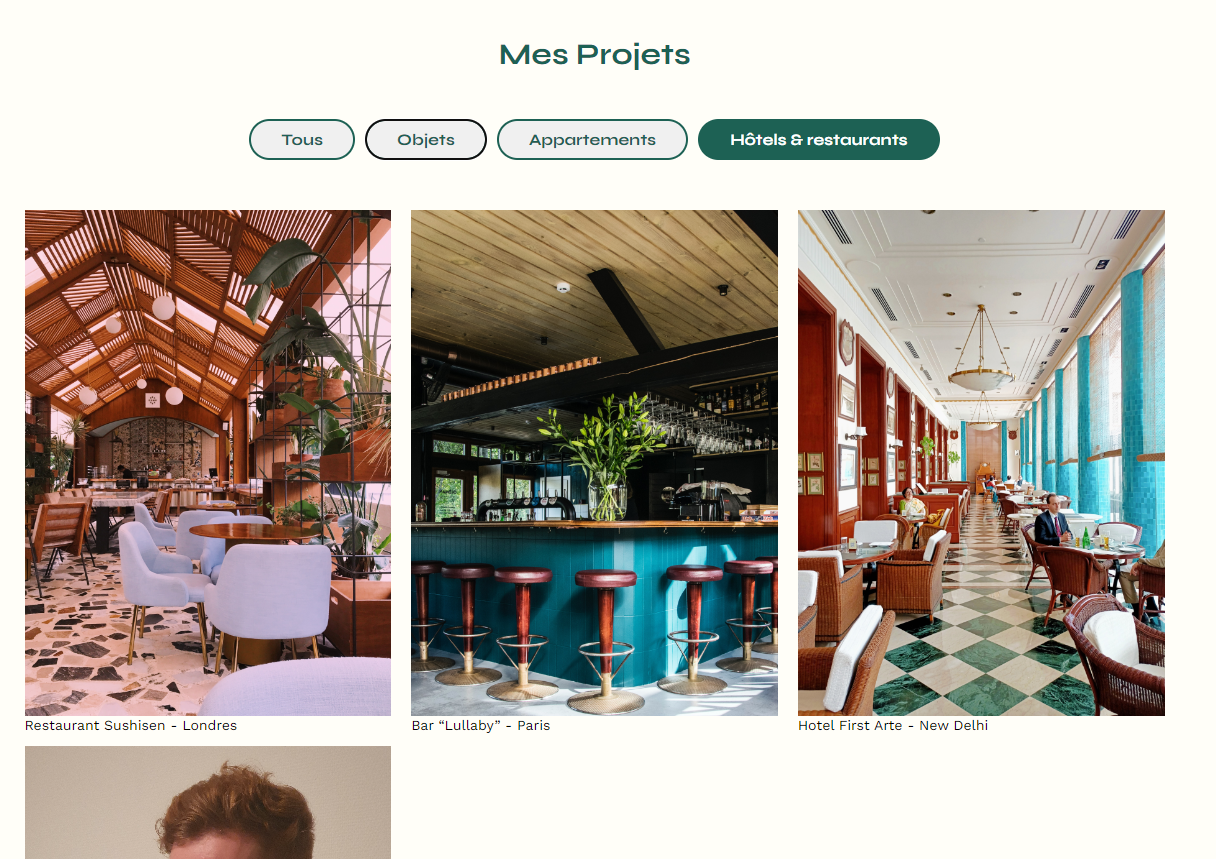 Mes Projets
Tous
Objets
Appartements
Hôtels & restaurants
Restaurant Sushisen - Londres
Bar “Lullaby” - Paris
Hotel First Arte - New Delhi